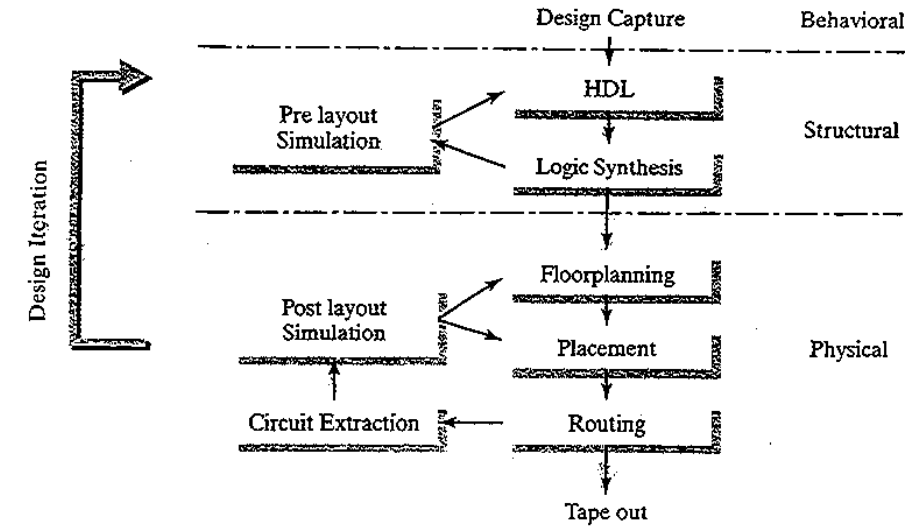 Design Capture
Behavioral
HDL
Pre layout
Simulation
Structural
Logic Synthesis
Design Iteration
Floorplanning
Post layout
Simulation
Placement
Physical
Circuit Extraction
Routing
Tape out